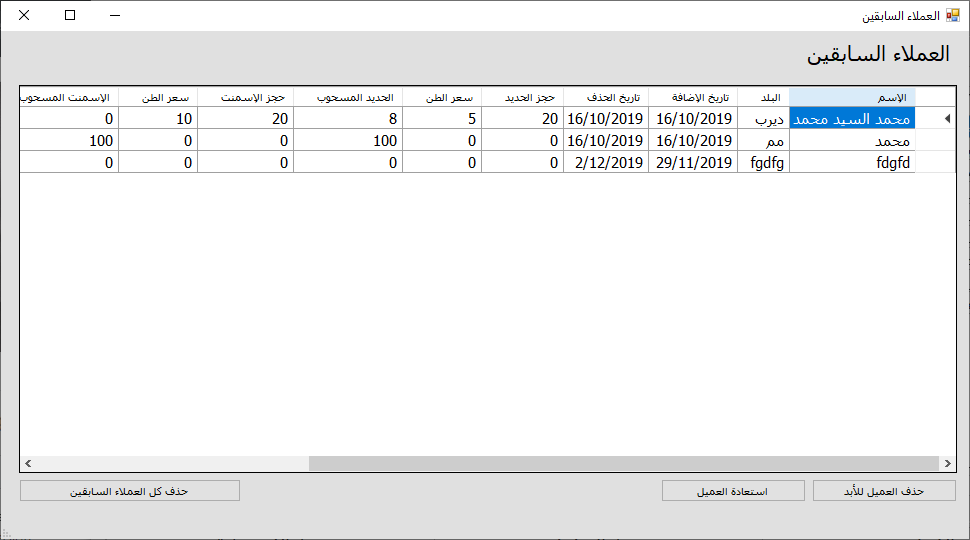 العملاء السابقين
العملاء السابقين
الإسم البلد تاريخ الإضافة تاريخ الحذف حجز الحديد سعر الطن الحديد المسحوب حجز الإسمنت سعر الطن الإسمنت المسحوب
محمد السيد محمد ديرب 16/10/2019 16/10/2019 20 5 8 20 10 0
محمد مم 16/10/2019 16/10/2019 0 0 100 0 0 100
fdgfd fgdfg 29/11/2019 2/12/2019 0 0 0 0 0 0
حذف العميل للأبد استعادة العميل حذف كل العملاء السابقين